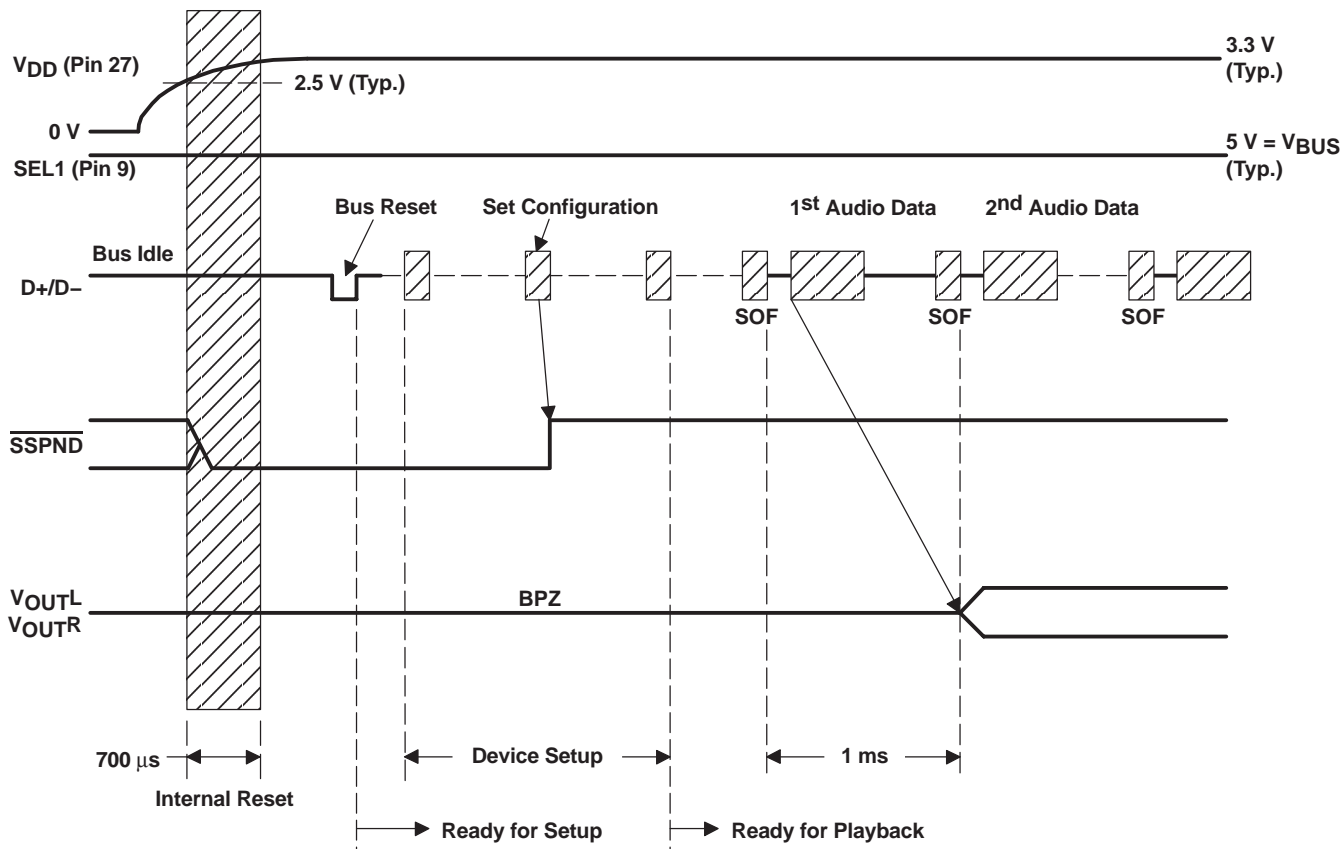 VDD (Pin 27)
3.3 V
(Typ.)
2.5 V (Typ.)
0 V
SEL1 (Pin 9)
5 V = VBUS
(Typ.)
Bus Reset
Set Configuration
1st Audio Data
2nd Audio Data
Bus Idle
D+/D–
SOF
SOF
SOF
SSPND
BPZ
VOUTL
VOUTR
700 μs
Device Setup
1 ms
Internal Reset
Ready for Setup
Ready for Playback